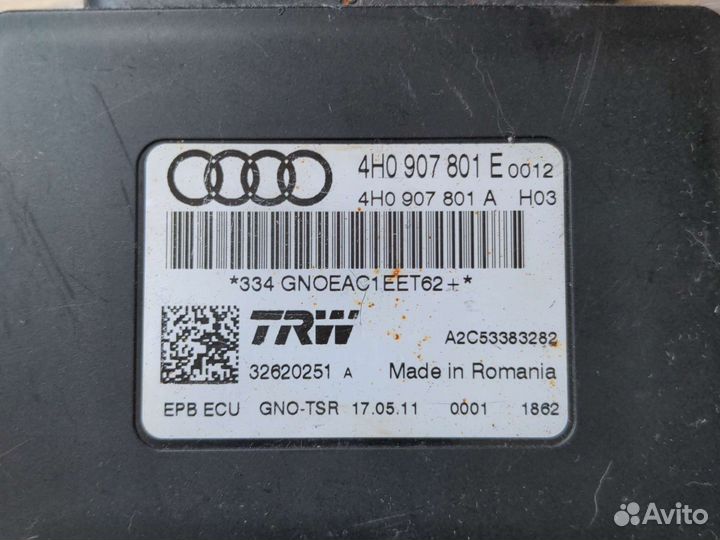 4H0 907 801 E 0012
4H0 907 801 A H03
*334 GNOEAC1EET62+*
TRW
A2C53383282
32620251 A Made in Romania
EPB ECU GNO-TSR 17.05.11 0001 1862
Avito